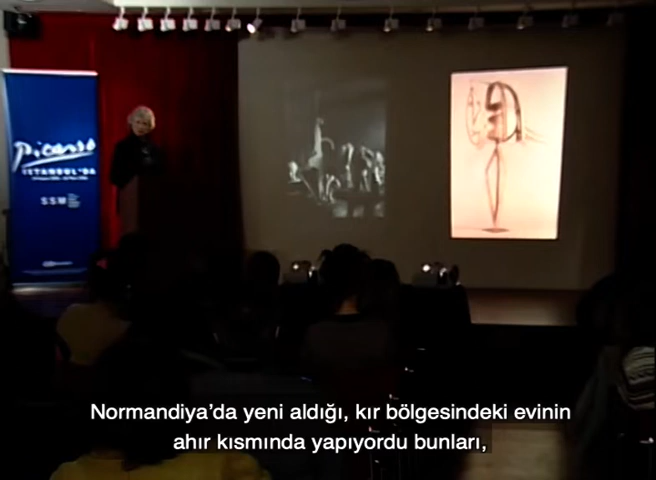 Picasso
İSTANBUL'DA
SSM
Normandiya'da yeni aldığı, kır bölgesindeki evinin
ahır kısmında yapıyordu bunları,